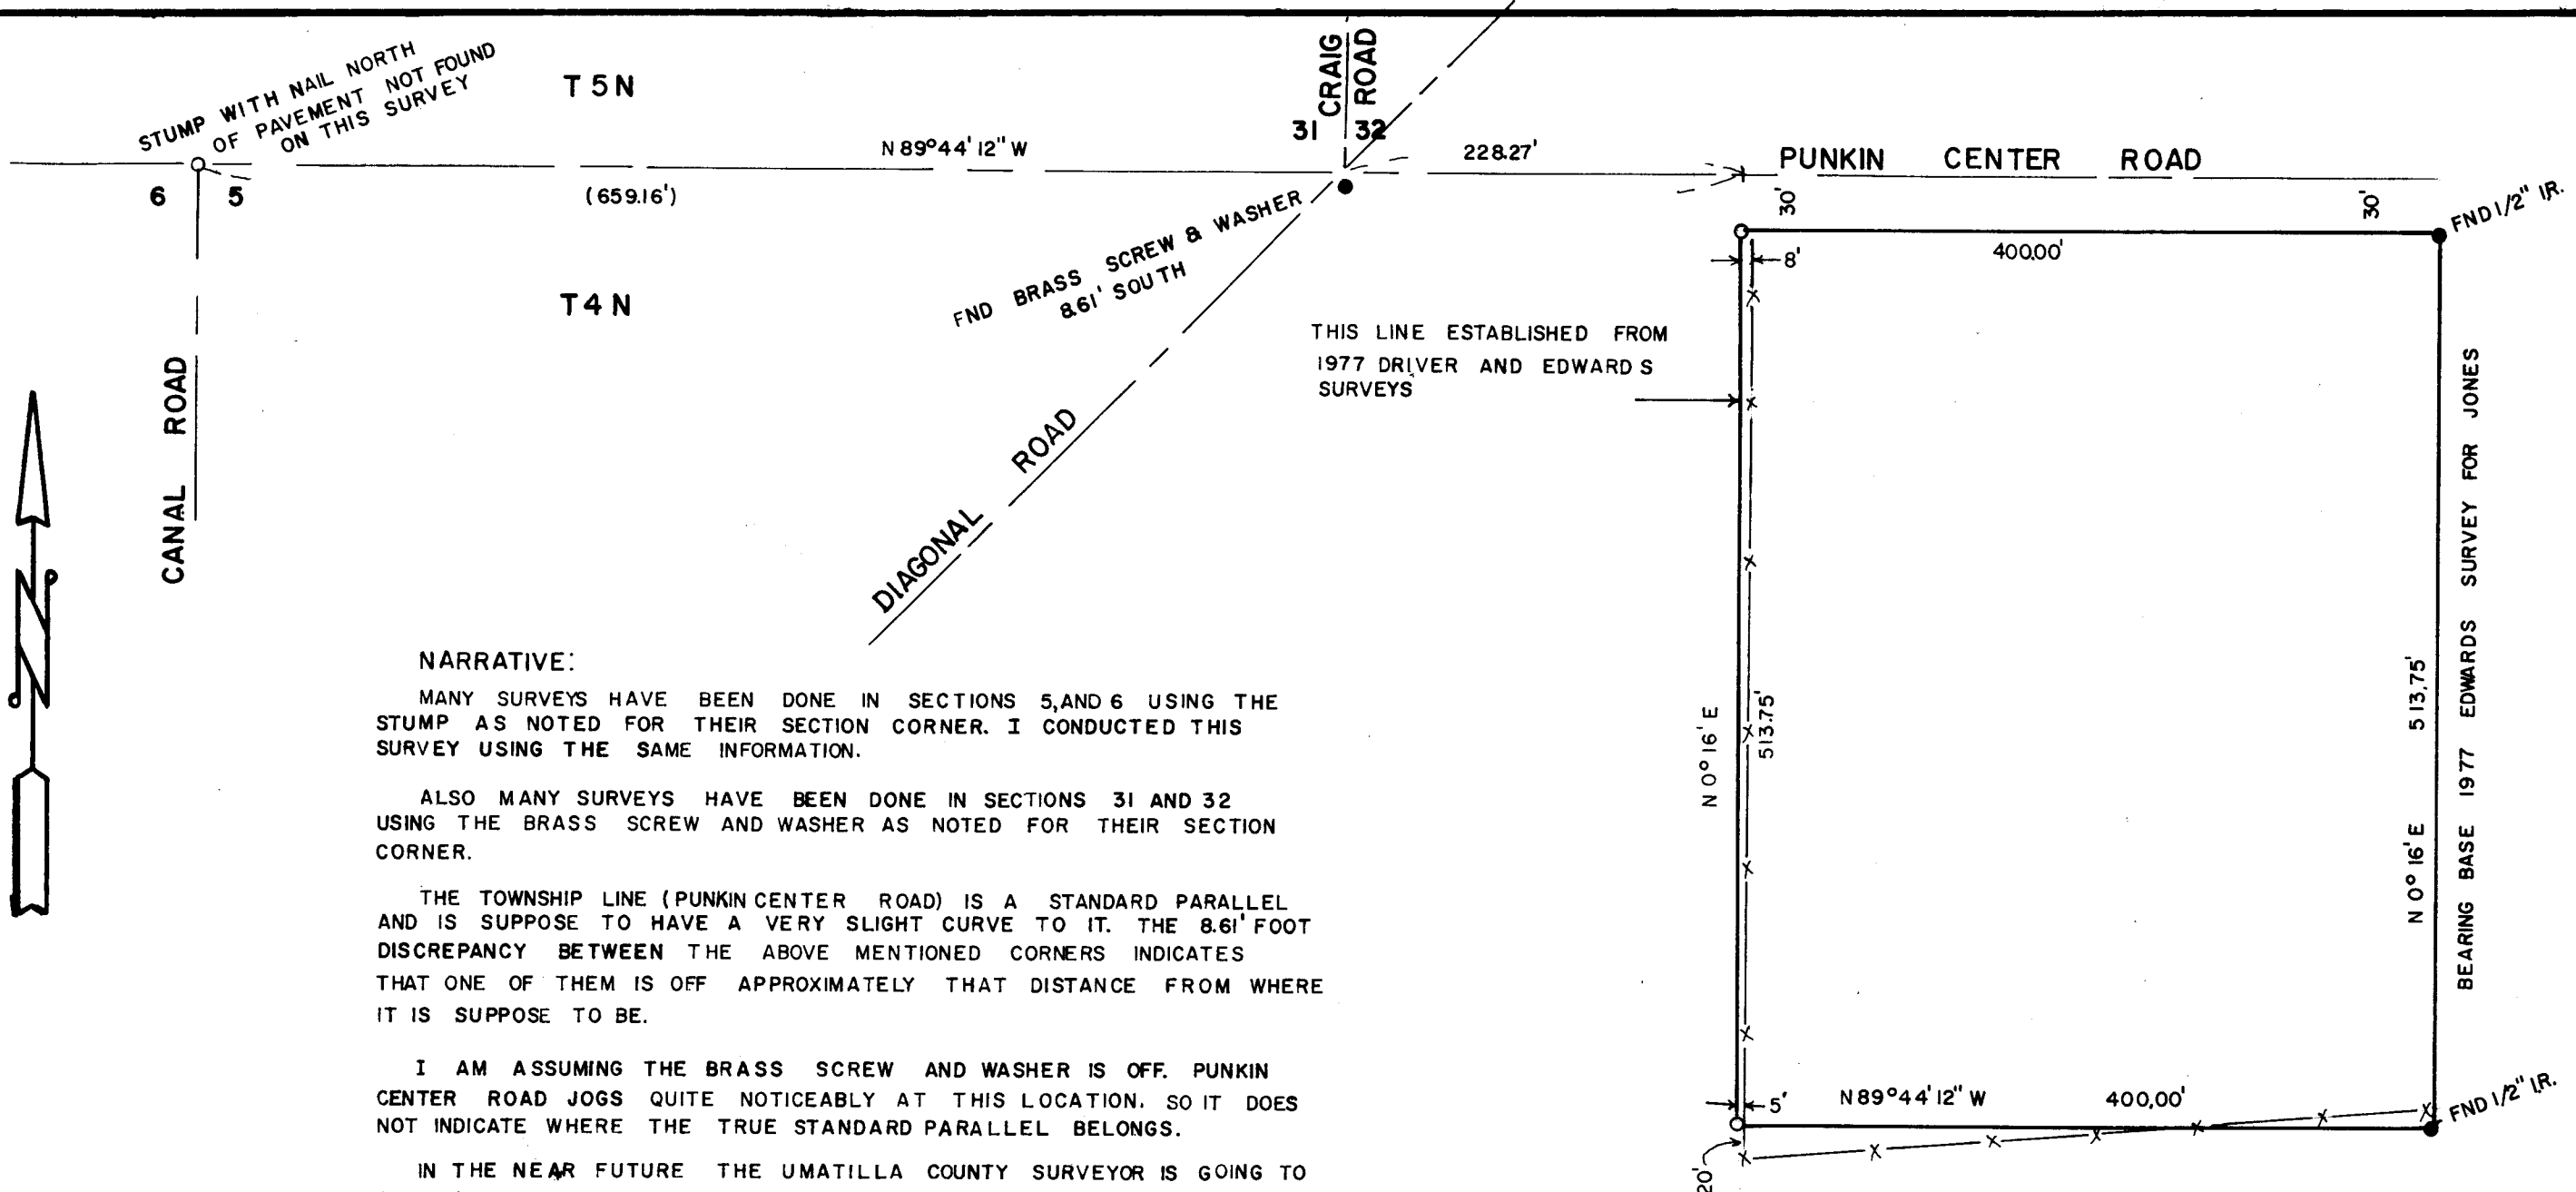 STUMP WITH NAIL NORTH
OF PAVEMENT NOT FOUND
ON THIS SURVEY
T5N
CRAIG
ROAD
31 32
N 89°44' 12" W
228.27'
PUNKIN CENTER ROAD
6 5
(659.16')
30'
30'
FND 1/2" I.R.
FND BRASS SCREW & WASHER
8.61' SOUTH
400.00'
8'
T4N
THIS LINE ESTABLISHED FROM
1977 DRIVER AND EDWARDS
SURVEYS
CANAL ROAD
DIAGONAL ROAD
N
N 0° 16' E
513.75'
N 0° 16' E 513.75'
BEARING BASE 1977 EDWARDS SURVEY FOR JONES
NARRATIVE:
MANY SURVEYS HAVE BEEN DONE IN SECTIONS 5, AND 6 USING THE
STUMP AS NOTED FOR THEIR SECTION CORNER. I CONDUCTED THIS
SURVEY USING THE SAME INFORMATION.
ALSO MANY SURVEYS HAVE BEEN DONE IN SECTIONS 31 AND 32
USING THE BRASS SCREW AND WASHER AS NOTED FOR THEIR SECTION
CORNER.
THE TOWNSHIP LINE (PUNKIN CENTER ROAD) IS A STANDARD PARALLEL
AND IS SUPPOSE TO HAVE A VERY SLIGHT CURVE TO IT. THE 8.61' FOOT
DISCREPANCY BETWEEN THE ABOVE MENTIONED CORNERS INDICATES
THAT ONE OF THEM IS OFF APPROXIMATELY THAT DISTANCE FROM WHERE
IT IS SUPPOSE TO BE.
I AM ASSUMING THE BRASS SCREW AND WASHER IS OFF. PUNKIN
CENTER ROAD JOGS QUITE NOTICEABLY AT THIS LOCATION. SO IT DOES
NOT INDICATE WHERE THE TRUE STANDARD PARALLEL BELONGS.
IN THE NEAR FUTURE THE UMATILLA COUNTY SURVEYOR IS GOING TO
5'
N 89°44' 12" W 400.00'
FND 1/2" I.R.
20'